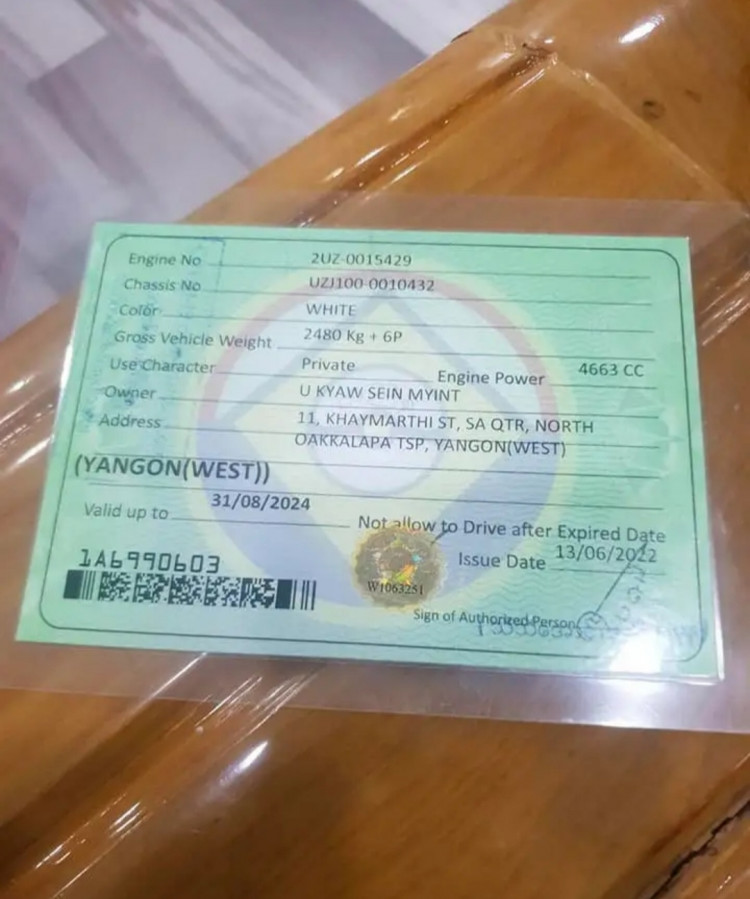 Engine No 2UZ-0015429
Chassis No UZJ100-0010432
Color WHITE
Gross Vehicle Weight 2480 Kg + 6P
Use Character Private Engine Power 4663 CC
Owner U KYAW SEIN MYINT
Address 11, KHAYMARTHI ST, SA QTR, NORTH
OAKKALAPA TSP, YANGON(WEST)
(YANGON(WEST))
Valid up to 31/08/2024
Not allow to Drive after Expired Date
1A6990603
Issue Date 13/06/2022
W1063251
Sign of Authorized Person